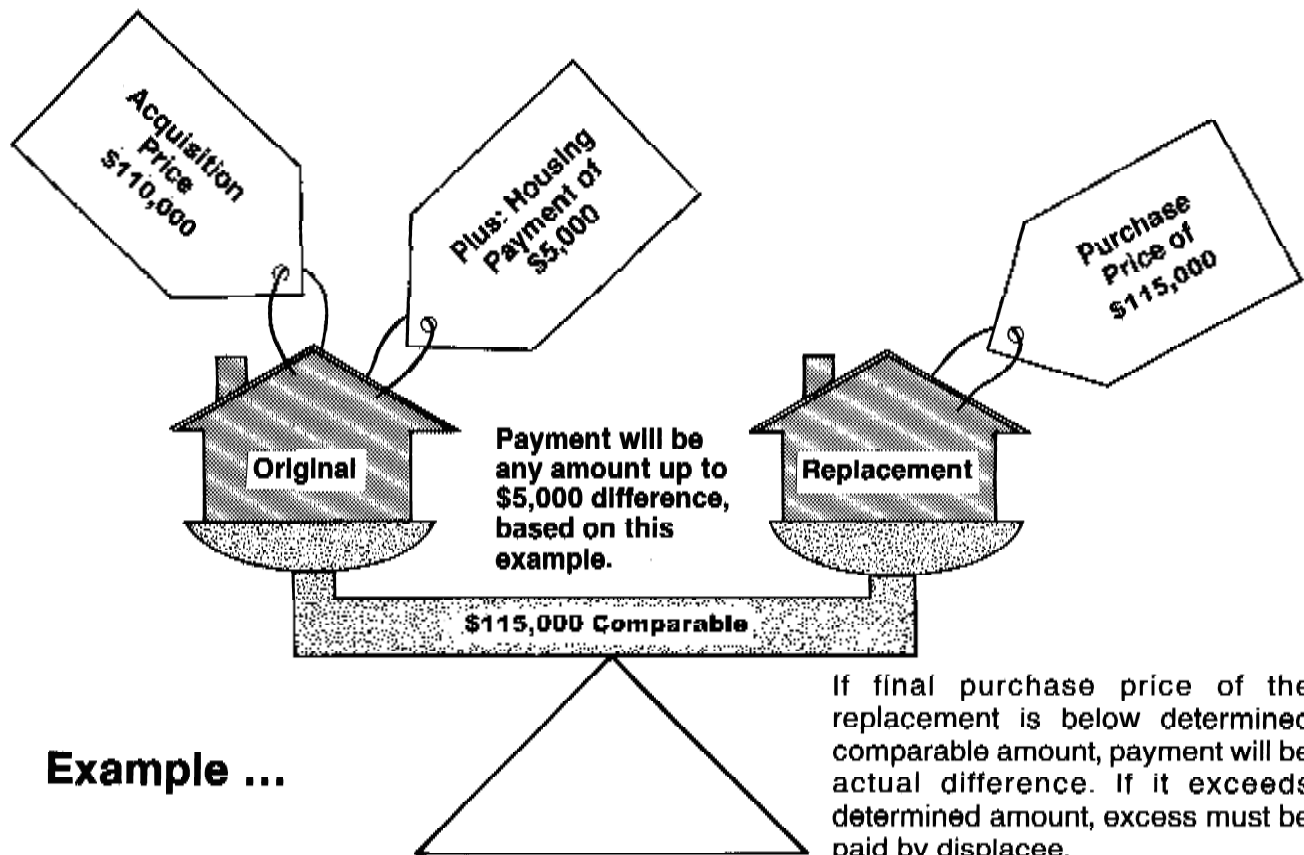 Acquisition
Price
$110,000
Plus: Housing
Payment of
$5,000
Purchase
Price of
$115,000
Original
Payment will be
any amount up to
$5,000 difference,
based on this
example.
Replacement
$115,000 Comparable
Example ...
If final purchase price of the
replacement is below determined
comparable amount, payment will be
actual difference. If it exceeds
determined amount, excess must be
paid by displacee.